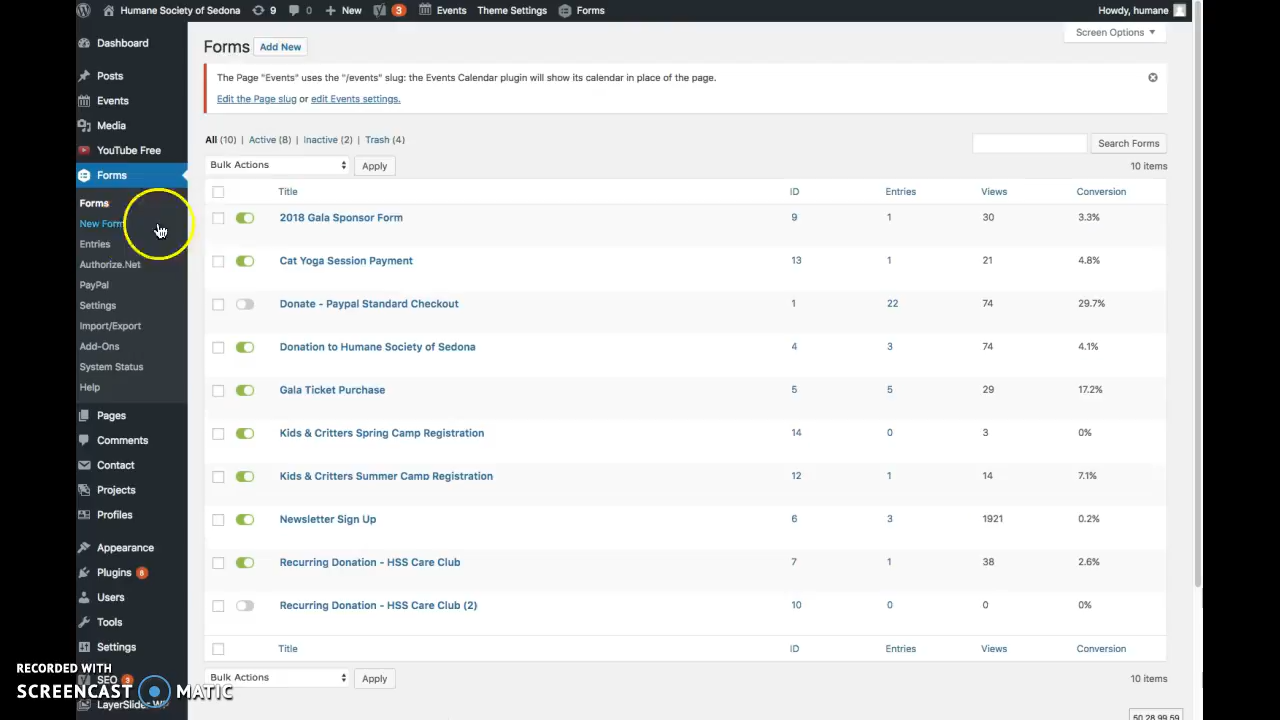 Humane Society of Sedona 9 0 New 3 Events Theme Settings Forms Howdy, humane
Dashboard
Posts
Events
Media
YouTube Free
Forms
Forms
New Form
Entries
Authorize.Net
PayPal
Settings
Import/Export
Add-Ons
System Status
Help
Pages
Comments
Contact
Projects
Profiles
Appearance
Plugins 8
Users
Tools
Settings
SEO 3
LayerSlider WP
Screen Options
Forms Add New
The Page "Events" uses the "/events" slug: the Events Calendar plugin will show its calendar in place of the page.
Edit the Page slug or edit Events settings.
All (10) | Active (8) | Inactive (2) | Trash (4)
Search Forms
Bulk Actions Apply 10 items
Title ID Entries Views Conversion
2018 Gala Sponsor Form 9 1 30 3.3%
Cat Yoga Session Payment 13 1 21 4.8%
Donate - Paypal Standard Checkout 1 22 74 29.7%
Donation to Humane Society of Sedona 4 3 74 4.1%
Gala Ticket Purchase 5 5 29 17.2%
Kids & Critters Spring Camp Registration 14 0 3 0%
Kids & Critters Summer Camp Registration 12 1 14 7.1%
Newsletter Sign Up 6 3 1921 0.2%
Recurring Donation - HSS Care Club 7 1 38 2.6%
Recurring Donation - HSS Care Club (2) 10 0 0 0%
Title ID Entries Views Conversion
Bulk Actions Apply 10 items
50.28.99.59
RECORDED WITH
SCREENCAST MATIC